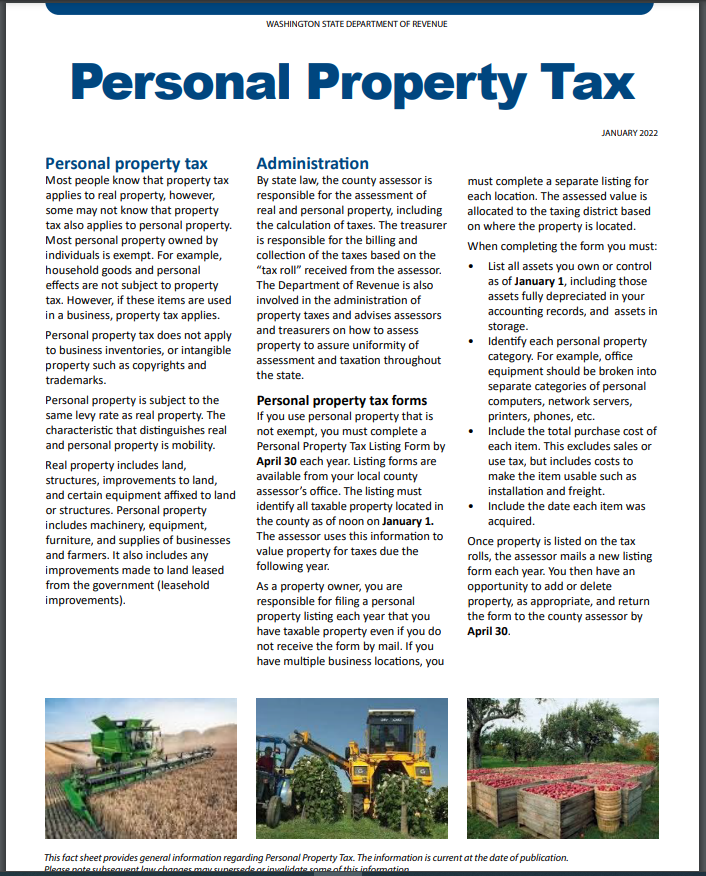 WASHINGTON STATE DEPARTMENT OF REVENUE
Personal Property Tax
JANUARY 2022
Personal property tax
Most people know that property tax
applies to real property, however,
some may not know that property
tax also applies to personal property.
Most personal property owned by
individuals is exempt. For example,
household goods and personal
effects are not subject to property
tax. However, if these items are used
in a business, property tax applies.
Personal property tax does not apply
to business inventories, or intangible
property such as copyrights and
trademarks.
Personal property is subject to the
same levy rate as real property. The
characteristic that distinguishes real
and personal property is mobility.
Real property includes land,
structures, improvements to land,
and certain equipment affixed to land
or structures. Personal property
includes machinery, equipment,
furniture, and supplies of businesses
and farmers. It also includes any
improvements made to land leased
from the government (leasehold
improvements).
Administration
By state law, the county assessor is
responsible for the assessment of
real and personal property, including
the calculation of taxes. The treasurer
is responsible for the billing and
collection of the taxes based on the
“tax roll” received from the assessor.
The Department of Revenue is also
involved in the administration of
property taxes and advises assessors
and treasurers on how to assess
property to assure uniformity of
assessment and taxation throughout
the state.
Personal property tax forms
If you use personal property that is
not exempt, you must complete a
Personal Property Tax Listing Form by
April 30 each year. Listing forms are
available from your local county
assessor’s office. The listing must
identify all taxable property located in
the county as of noon on January 1.
The assessor uses this information to
value property for taxes due the
following year.
As a property owner, you are
responsible for filing a personal
property listing each year that you
have taxable property even if you do
not receive the form by mail. If you
have multiple business locations, you
must complete a separate listing for
each location. The assessed value is
allocated to the taxing district based
on where the property is located.
When completing the form you must:
• List all assets you own or control
as of January 1, including those
assets fully depreciated in your
accounting records, and assets in
storage.
• Identify each personal property
category. For example, office
equipment should be broken into
separate categories of personal
computers, network servers,
printers, phones, etc.
• Include the total purchase cost of
each item. This excludes sales or
use tax, but includes costs to
make the item usable such as
installation and freight.
• Include the date each item was
acquired.
Once property is listed on the tax
rolls, the assessor mails a new listing
form each year. You then have an
opportunity to add or delete
property, as appropriate, and return
the form to the county assessor by
April 30.
This fact sheet provides general information regarding Personal Property Tax. The information is current at the date of publication.
Please note subsequent law changes may supersede or invalidate some of this information.